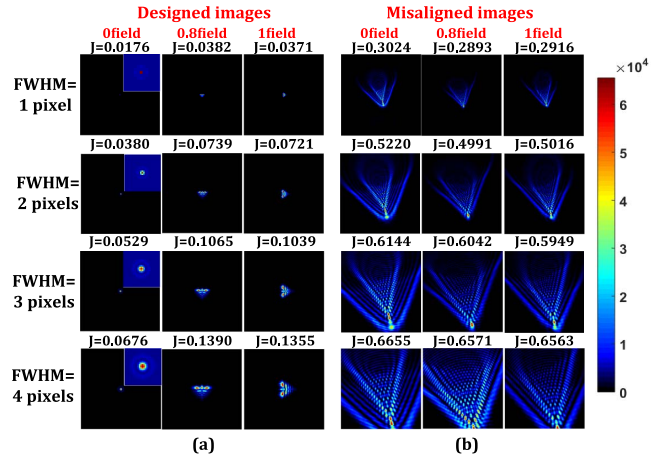 Designed images
Misaligned images
0field 0.8field 1field
0field 0.8field 1field
J=0.0176 J=0.0382 J=0.0371
J=0.3024 J=0.2893 J=0.2916
×10⁴
FWHM=
1 pixel
J=0.0380 J=0.0739 J=0.0721
J=0.5220 J=0.4991 J=0.5016
FWHM=
2 pixels
J=0.0529 J=0.1065 J=0.1039
J=0.6144 J=0.6042 J=0.5949
FWHM=
3 pixels
J=0.0676 J=0.1390 J=0.1355
J=0.6655 J=0.6571 J=0.6563
FWHM=
4 pixels
6
5
4
3
2
1
0
(a)
(b)